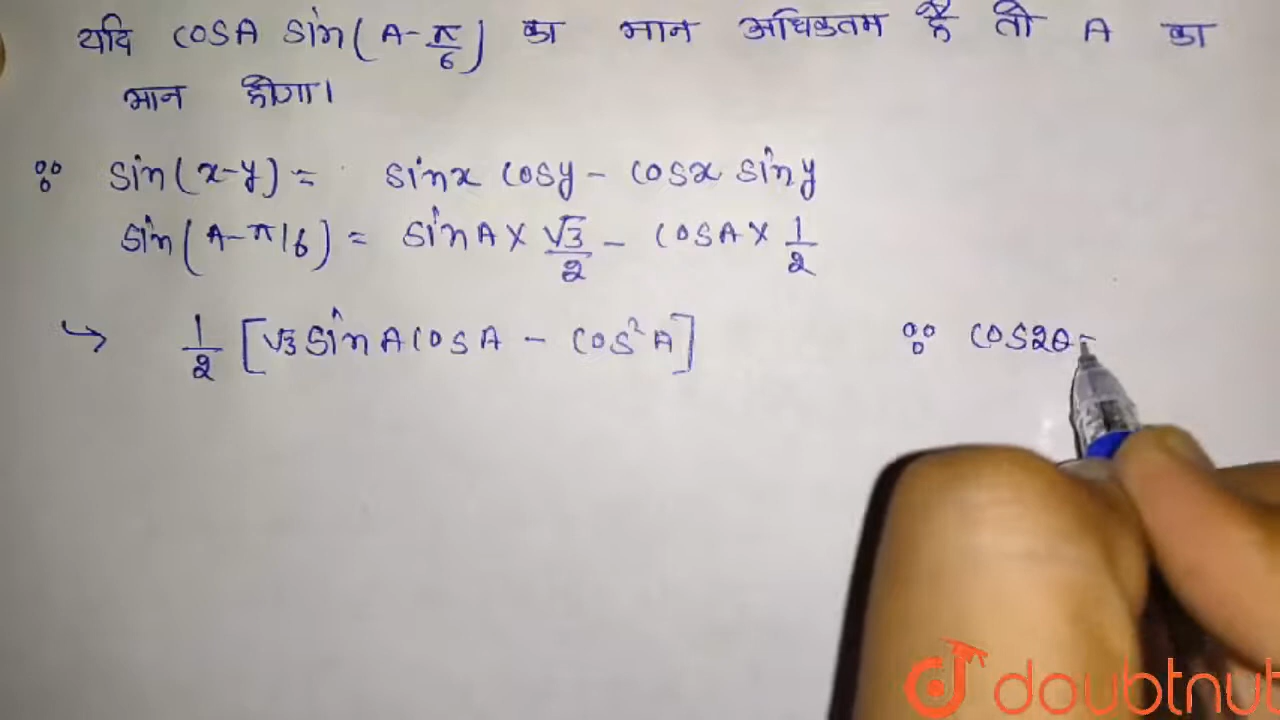 यदि cosA sin(A-π/6) का मान अधिकतम है तो A का
मान होगा।
∵ sin(x-y) = sinx cosy - cosx siny
sin(A-π/6) = sinA × √3/2 - cosA × 1/2
↪ 1/2 [√3 sinA cosA - cos²A] ∵ cos2θ=
doubtnut